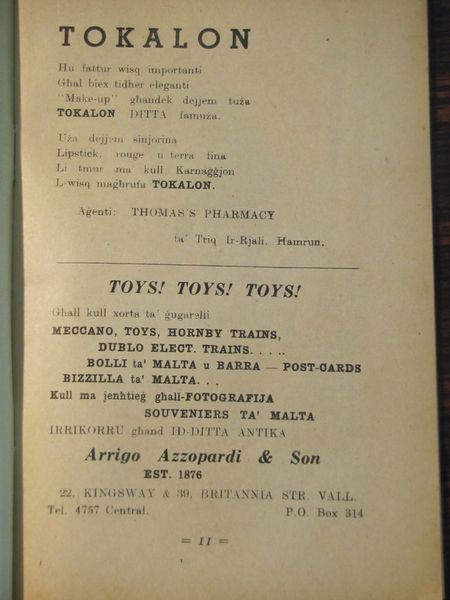 TOKALON
Hu fattur wisq importanti
Għal biex tidher eleganti
"Make-up" għandek dejjem tuża
TOKALON DITTA famuża.
Uża dejjem sinjorina
Lipstick, rouge u terra fina
Li tmur ma kull Karnaġġjon
L-wisq magħrufa TOKALON.
Aġenti: THOMAS'S PHARMACY
ta' Triq Ir-Rjali, Hamrun.
TOYS! TOYS! TOYS!
Għall kull xorta ta' ġugarelli
MECCANO, TOYS, HORNBY TRAINS,
DUBLO ELECT. TRAINS.....
BOLLI ta' MALTA u BARRA — POST-CARDS
BIZZILLA ta' MALTA...
Kull ma jenħtieġ għall-FOTOGRAFIJA
SOUVENIERS TA' MALTA
IRRIKORRU għand ID-DITTA ANTIKA
Arrigo Azzopardi & Son
EST. 1876
22, KINGSWAY & 39, BRITANNIA STR. VALL.
Tel. 4757 Central. P.O. Box 314
= 11 =